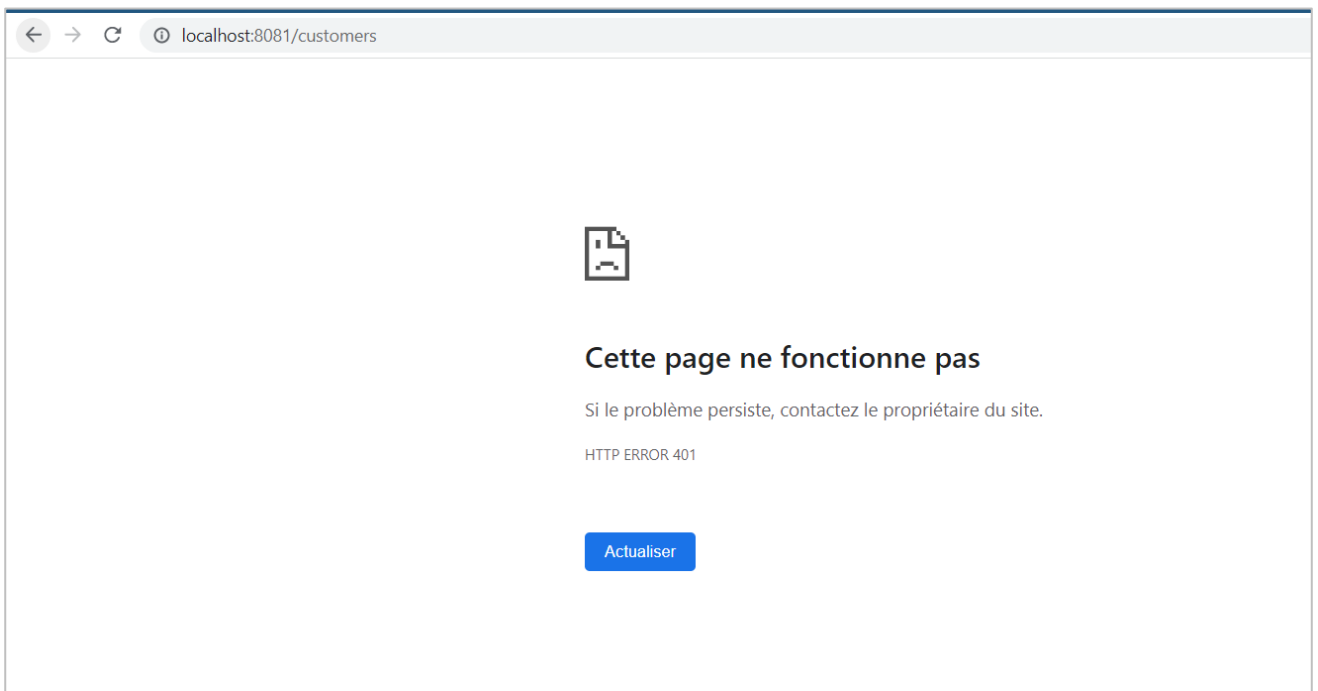 localhost:8081/customers
Cette page ne fonctionne pas
Si le problème persiste, contactez le propriétaire du site.
HTTP ERROR 401
Actualiser